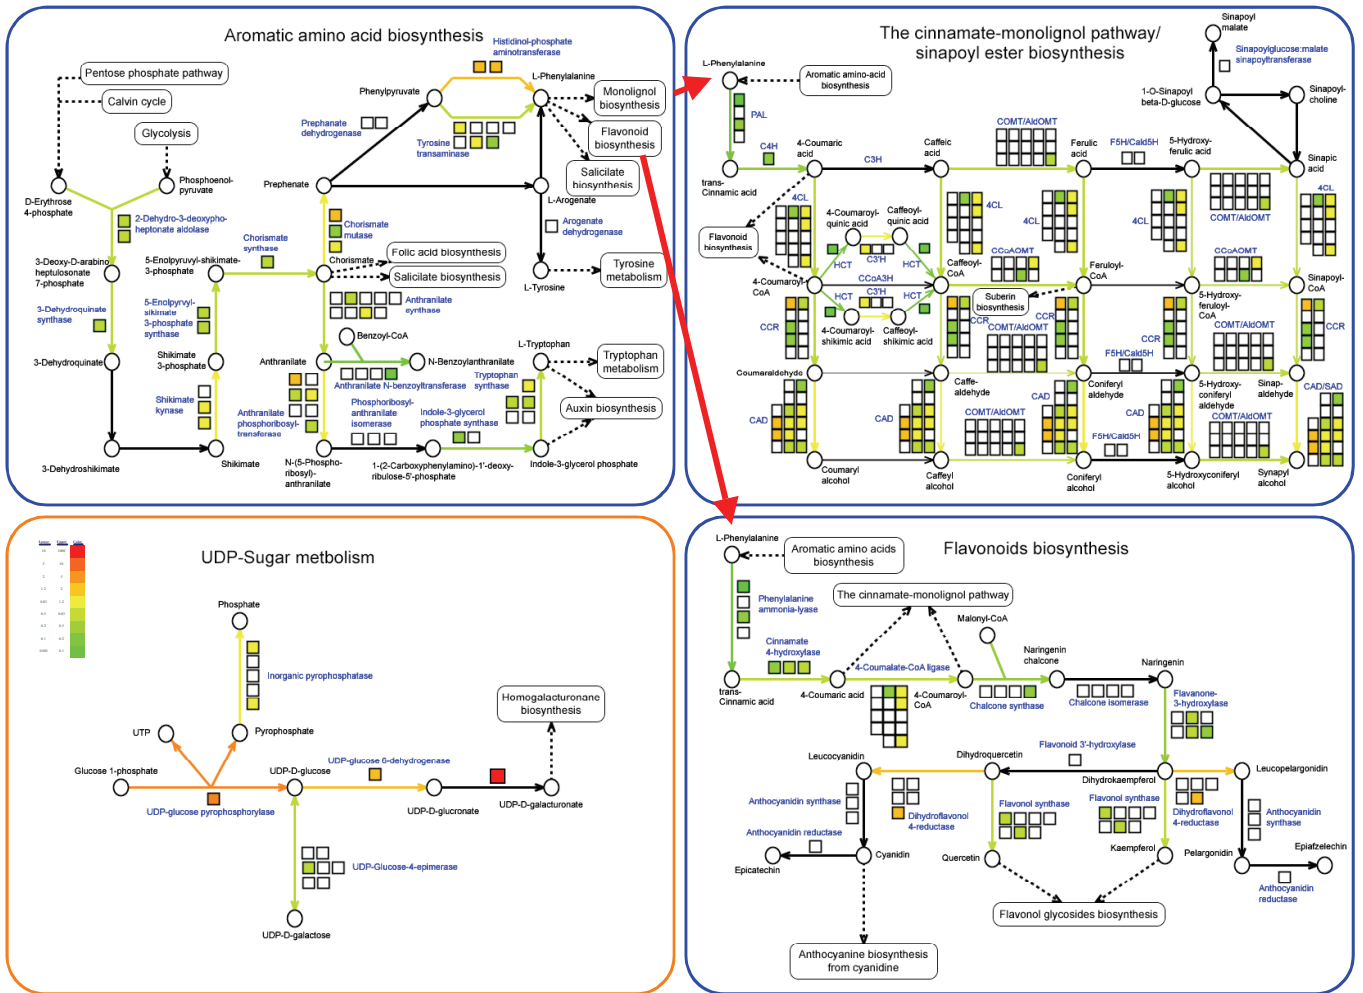 Aromatic amino acid biosynthesis
Histidinol-phosphate
aminotransferase
Pentose phosphate pathway
Calvin cycle
Glycolysis
Phenylpyruvate
L-Phenylalanine
Monolignol
biosynthesis
Flavonoid
biosynthesis
Salicilate
biosynthesis
Prephanate
dehydrogenase
Tyrosine
transaminase
Prephenate
L-Arogenate
Arogenate
dehydrogenase
D-Erythrose
4-phosphate
Phosphoenol-
pyruvate
2-Dehydro-3-deoxypho-
heptonate aldolase
Chorismate
synthase
Chorismate
mutase
Folic acid biosynthesis
Salicilate biosynthesis
Chorismate
L-Tyrosine
Tyrosine
metabolism
3-Deoxy-D-arabino
heptulosonate
7-phosphate
5-Enolpyruvyl-shikimate-
3-phosphate
Anthranilate
synthase
3-Dehydroquinate
synthase
5-Enolpyrvyl-
sikimate
3-phosphate
synthase
Benzoyl-CoA
L-Tryptophan
Tryptophan
metabolism
3-Dehydroquinate
Shikimate
3-phosphate
Anthranilate
N-Benzoylanthranilate
Anthranilate N-benzoyltransferase
Tryptophan
synthase
Auxin biosynthesis
Shikimate
kynase
Anthranilate
phosphoribosyl-
transferase
Phosphoribosyl-
anthranilate
isomerase
Indole-3-glycerol
phosphate synthase
3-Dehydroshikimate
Shikimate
N-(5-Phospho-
ribosyl)-
anthranilate
1-(2-Carboxyphenylamino)-1'-deoxy-
ribulose-5'-phosphate
Indole-3-glycerol phosphate
The cinnamate-monolignol pathway/
sinapoyl ester biosynthesis
Sinapoyl
malate
Sinapoylglucose:malate
sinapoyltransferase
L-Phenylalanine
Aromatic amino-acid
biosynthesis
1-O-Sinapoyl
beta-D-glucose
Sinapoyl-
choline
PAL
C4H
4-Coumaric
acid
C3H
Caffeic
acid
COMT/AldOMT
Ferulic
acid
F5H/Cald5H
5-Hydroxy-
ferulic acid
Sinapic
acid
trans-
Cinnamic acid
4CL
4CL
4CL
4CL
4CL
COMT/AldOMT
Flavonoid
biosynthesis
4-Coumaroyl-
quinic acid
Caffeoyl-
quinic acid
C3'H
HCT
HCT
CCoAOMT
CCoAOMT
4-Coumaroyl-
CoA
CCoA3H
Caffeoyl-
CoA
Feruloyl-
CoA
Sinapoyl-
CoA
Suberin
biosynthesis
C3'H
HCT
HCT
4-Coumaroyl-
shikimic acid
Caffeoyl-
shikimic acid
5-Hydroxy-
feruloyl-
CoA
CCR
CCR
CCR
CCR
CCR
COMT/AldOMT
COMT/AldOMT
F5H/Cald5H
Coumaraldehyde
Caffe-
aldehyde
Coniferyl
aldehyde
5-Hydroxy-
coniferyl
aldehyde
Sinap-
aldehyde
CAD/SAD
CAD
CAD
CAD
CAD
COMT/AldOMT
COMT/AldOMT
F5H/Cald5H
Coumaryl
alcohol
Caffeyl
alcohol
Coniferyl
alcohol
5-Hydroxyconiferyl
alcohol
Synapyl
alcohol
UDP-Sugar metbolism
Phosphate
Inorganic pyrophosphatase
Homogalacturonane
biosynthesis
UTP
Pyrophosphate
Glucose 1-phosphate
UDP-D-glucose
UDP-glucose 6-dehydrogenase
UDP-glucose pyrophosphorylase
UDP-D-glucronate
UDP-D-galacturonate
UDP-Glucose-4-epimerase
UDP-D-galactose
Flavonoids biosynthesis
L-Phenylalanine
Aromatic amino acids
biosynthesis
Phenylalanine
ammonia-lyase
The cinnamate-monolignol pathway
Malonyl-CoA
Cinnamate
4-hydroxylase
4-Coumalate-CoA ligase
Naringenin
chalcone
Naringenin
trans-
Cinnamic acid
4-Coumaric acid
4-Coumaroyl-
CoA
Chalcone synthase
Chalcone isomerase
Flavanone-
3-hydroxylase
Leucocyanidin
Dihydroquercetin
Flavonoid 3'-hydroxylase
Dihydrokaempferol
Leucopelargonidin
Anthocyanidin synthase
Dihydroflavonol
4-reductase
Flavonol synthase
Flavonol synthase
Dihydroflavonol
4-reductase
Anthocyanidin
synthase
Anthocyanidin reductase
Epicatechin
Cyanidin
Quercetin
Kaempferol
Pelargonidin
Epiafzelechin
Anthocyanidin
reductase
Flavonol glycosides biosynthesis
Anthocyanine biosynthesis
from cyanidine